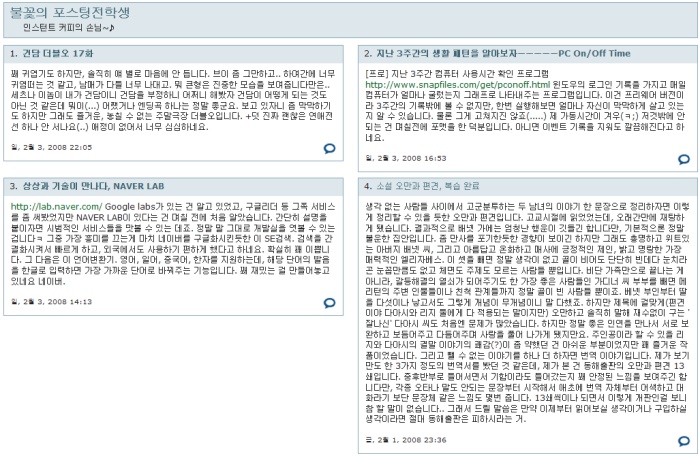 불꽃의 포스팅전학생
인스턴트 커피의 손님~♪
1. 건담 더블오 17화
꽤 귀엽기도 하지만, 솔직히 얘 별로 마음에 안 듭니다. 브이 좀 그만하고.. 하여간에 너무
귀엽떠는 것 같고, 남매가 다들 너무 나대고. 뭐 큰형은 진중한 모습을 보여줍니다만은..
세츠나 이놈이 내가 건담이니 건담을 부정하니 어쩌니 해봤자 건담이 어떻게 되는 것도
아닌 것 같은데 뭐이(...) 어쨌거나 엔딩곡 하나는 정말 좋군요. 보고 있자니 좀 막막하기
도 하지만 그래도 즐거운, 놓칠 수 없는 주말극장 더블오입니다. +덧 진짜 괜찮은 연애전
선 하나 안 서나요(..) 애정이 없어서 너무 심심하네요.
일, 2월 3, 2008 22:05
2. 지난 3주간의 생활 패턴을 알아보자-----PC On/Off Time
[프로] 지난 3주간 컴퓨터 사용시간 확인 프로그램
http://www.snapfiles.com/get/pconoff.html 윈도우의 로그인 기록를 가지고 매일
컴퓨터가 얼마나 굴렀는지 그래프로 나타내주는 프로그램입니다. 이건 프리웨어 버전이
라 3주간의 기록밖에 볼 수 없지만, 한번 실행해보면 얼마나 자신이 막막하게 살고 있는
지 알 수 있습니다. 물론 그게 고쳐지진 않죠(.....) 제 가동시간이 겨우(ㅋ;) 저것밖에 안
되는 건 며칠전에 포맷을 한 덕분입니다. 아니면 이벤트 기록을 지워도 깔끔해진다고 하
네요.
일, 2월 3, 2008 16:53
3. 상상과 기술이 만나다, NAVER LAB
http://lab.naver.com/ Google labs가 있는 건 알고 있었고, 구글리더 등 그쪽 서비스
를 좀 써봤었지만 NAVER LAB이 있다는 건 며칠 전에 처음 알았습니다. 간단히 설명을
붙이자면 시범적인 서비스들을 맛볼 수 있는 데죠. 정말 말 그대로 개발실을 엿볼 수 있는
겁니다ㅋ 그중 가장 흥미를 끄는게 마치 네이버를 구글화시킨듯한 이 SE검색. 검색을 간
결화시켜서 빠르게 하고, 외국에서도 사용하기 편하게 했다고 하네요. 확실히 꽤 이쁩니
다. 그 다음은 이 언어변환기. 영어, 일어, 중국어, 한자를 지원하는데, 해당 단어의 발음
을 한글로 입력하면 가장 가까운 단어로 바꿔주는 기능입니다. 꽤 재밌는 걸 만들어놓고
있네요 네이버.
일, 2월 3, 2008 14:13
4. 소설 오만과 편견, 복습 완료
생각 없는 사람들 사이에서 고군분투하는 두 남녀의 이야기 한 문장으로 정리하자면 이렇
게 정리할 수 있을 듯한 오만과 편견입니다. 고교시절에 읽었었는데, 오래간만에 재탕하
게 됐습니다. 결과적으로 베넷 가에는 엄청난 행운이 깃들긴 합니다만, 기본적으론 정말
불운한 집안입니다. 좀 만사를 포기한듯한 경향이 보이긴 하지만 그래도 훌륭하고 위트있
는 아버지 베넷 씨, 그리고 아름답고 온화하고 매사에 긍정적인 제인, 밝고 명랑한 가장
매력적인 엘리자베스. 이 셋을 빼면 정말 생각이 없고 골이 비어도 단단히 빈데다 눈치라
곤 눈꼽만큼도 없고 체면도 주제도 모르는 사람들 뿐입니다. 비단 가족만으로 끝나는 게
아니라, 갈등해결의 열쇠가 되어주기도 한 가장 좋은 사람들인 가디너 씨 부부를 빼면 메
리턴의 주변 인물들이나 친척 관계들까지 정말 골이 빈 사람들 뿐이죠. 베넷 부인부터 딸
을 다섯이나 낳고서도 그렇게 개념이 무개념이니 말 다했죠. 하지만 제목에 걸맞게(편견
이야 다아시와 리지 둘에게 다 적용되는 말이지만) 오만하고 솔직히 말해 재수없이 구는 '
잘나신' 다아시 씨도 처음엔 문제가 많았습니다. 하지만 정말 좋은 인연을 만나서 서로 보
완하고 보듬어주고 다듬어주며 사랑을 풀어 나가게 됐지만요. 주인공이라 할 수 있을 리
지와 다아시의 결말 이야기의 쾌감(?)이 좀 약했던 건 아쉬운 부분이었지만 꽤 즐거운 작
품이었습니다. 그리고 뺄 수 없는 이야기를 하나 더 하자면 번역 이야기입니다. 제가 보기
만도 한 3가지 정도의 번역서를 봤던 것 같은데, 제가 본 건 동해출판의 오만과 편견 13
쇄입니다. 중후반부로 들어서면서 기합이라도 들어갔는지 꽤 안정된 느낌을 보여주긴 합
니다만, 각종 오타나 말도 안되는 문장부터 시작해서 애초에 번역 자체부터 어색하고 대
화라기 보단 문장체 같은 느낌도 몇번 줍니다. 13쇄씩이나 되면서 이렇게 개판인걸 보니
참 할 말이 없습니다.. 그래서 드릴 말씀은 만약 이제부터 읽어보실 생각이거나 구입하실
생각이라면 절대 동해출판은 피하시라는 거.
금, 2월 1, 2008 23:36